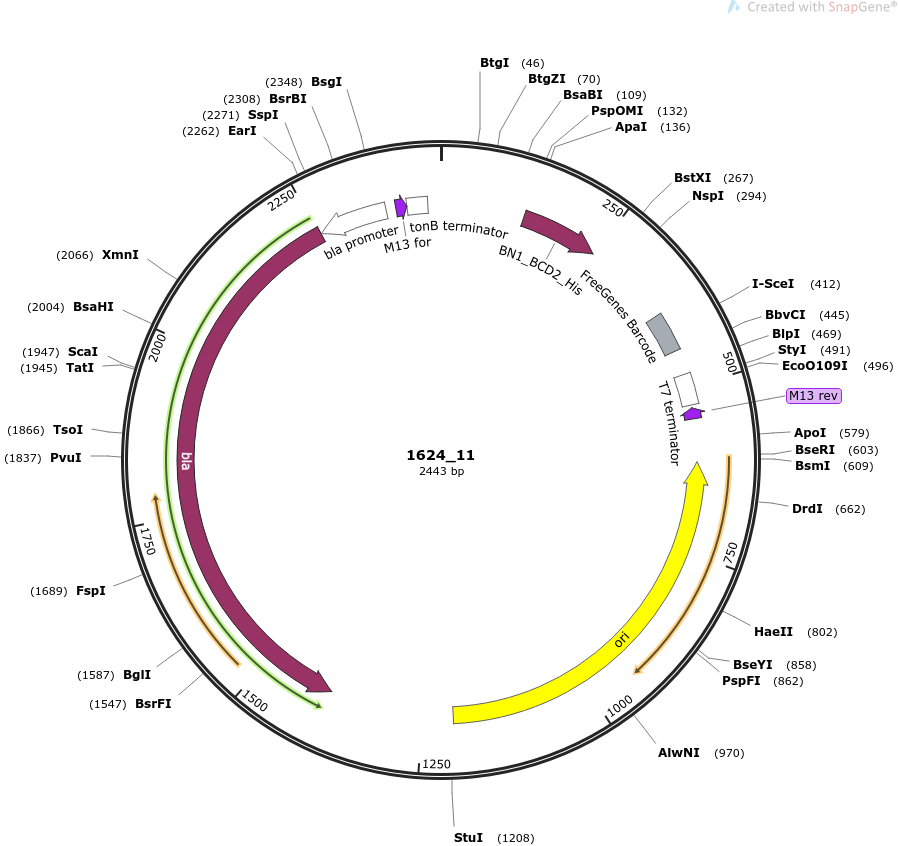 Created with SnapGene®
BtgI (46)
BtgZI (70)
BsaBI (109)
PspOMI (132)
ApaI (136)
BstXI (267)
NspI (294)
I-SceI (412)
BbvCI (445)
BlpI (469)
StyI (491)
EcoO109I (496)
M13 rev
ApoI (579)
BseRI (603)
BsmI (609)
DrdI (662)
HaeII (802)
BseYI (858)
PspFI (862)
AlwNI (970)
StuI (1208)
(1547) BsrFI
(1587) BglI
(1689) FspI
(1837) PvuI
(1866) TsoI
(1945) TatI
(1947) ScaI
(2004) BsaHI
(2066) XmnI
(2262) EarI
(2271) SspI
(2308) BsrBI
(2348) BsgI
250
500
750
1000
1250
1500
1750
2000
2250
tonB terminator
BN1_BCD2_His
FreeGenes Barcode
T7 terminator
ori
bla
bla promoter
M13 for
1624_11
2443 bp